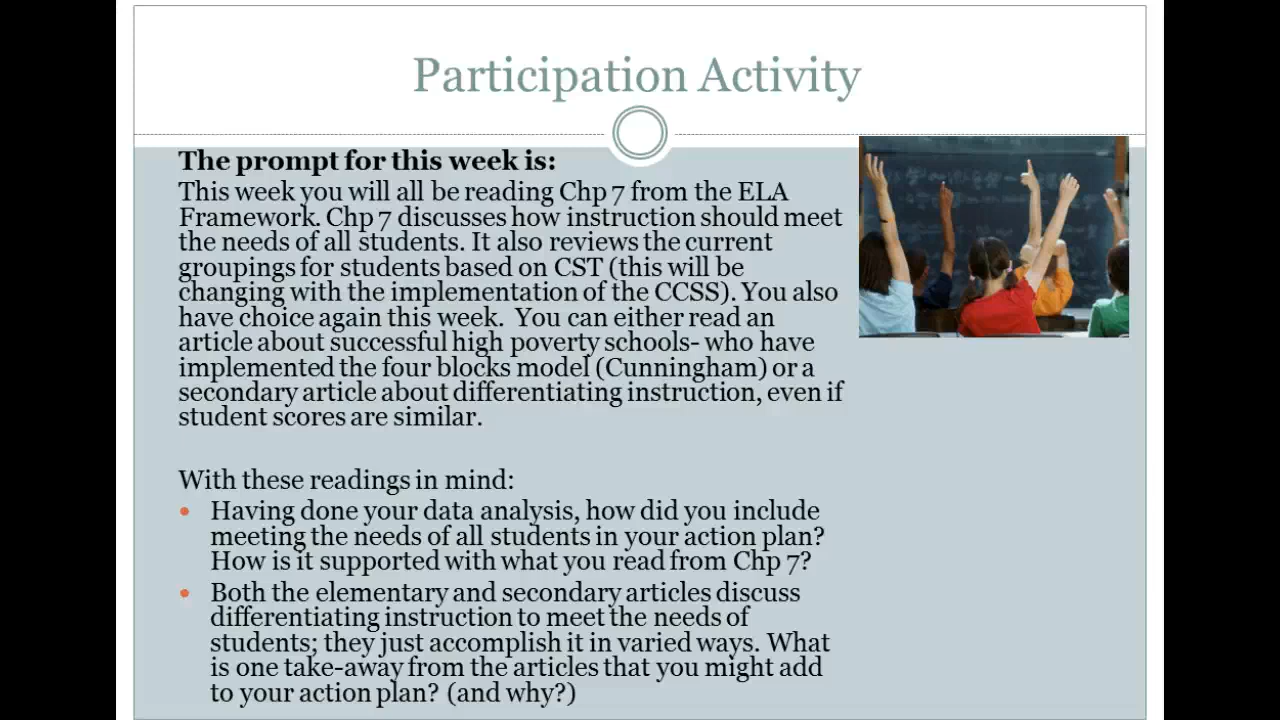 Participation Activity
The prompt for this week is:
This week you will all be reading Chp 7 from the ELA
Framework. Chp 7 discusses how instruction should meet
the needs of all students. It also reviews the current
groupings for students based on CST (this will be
changing with the implementation of the CCSS). You also
have choice again this week.  You can either read an
article about successful high poverty schools- who have
implemented the four blocks model (Cunningham) or a
secondary article about differentiating instruction, even if
student scores are similar.
With these readings in mind:
• Having done your data analysis, how did you include
meeting the needs of all students in your action plan?
How is it supported with what you read from Chp 7?
• Both the elementary and secondary articles discuss
differentiating instruction to meet the needs of
students; they just accomplish it in varied ways. What
is one take-away from the articles that you might add
to your action plan? (and why?)